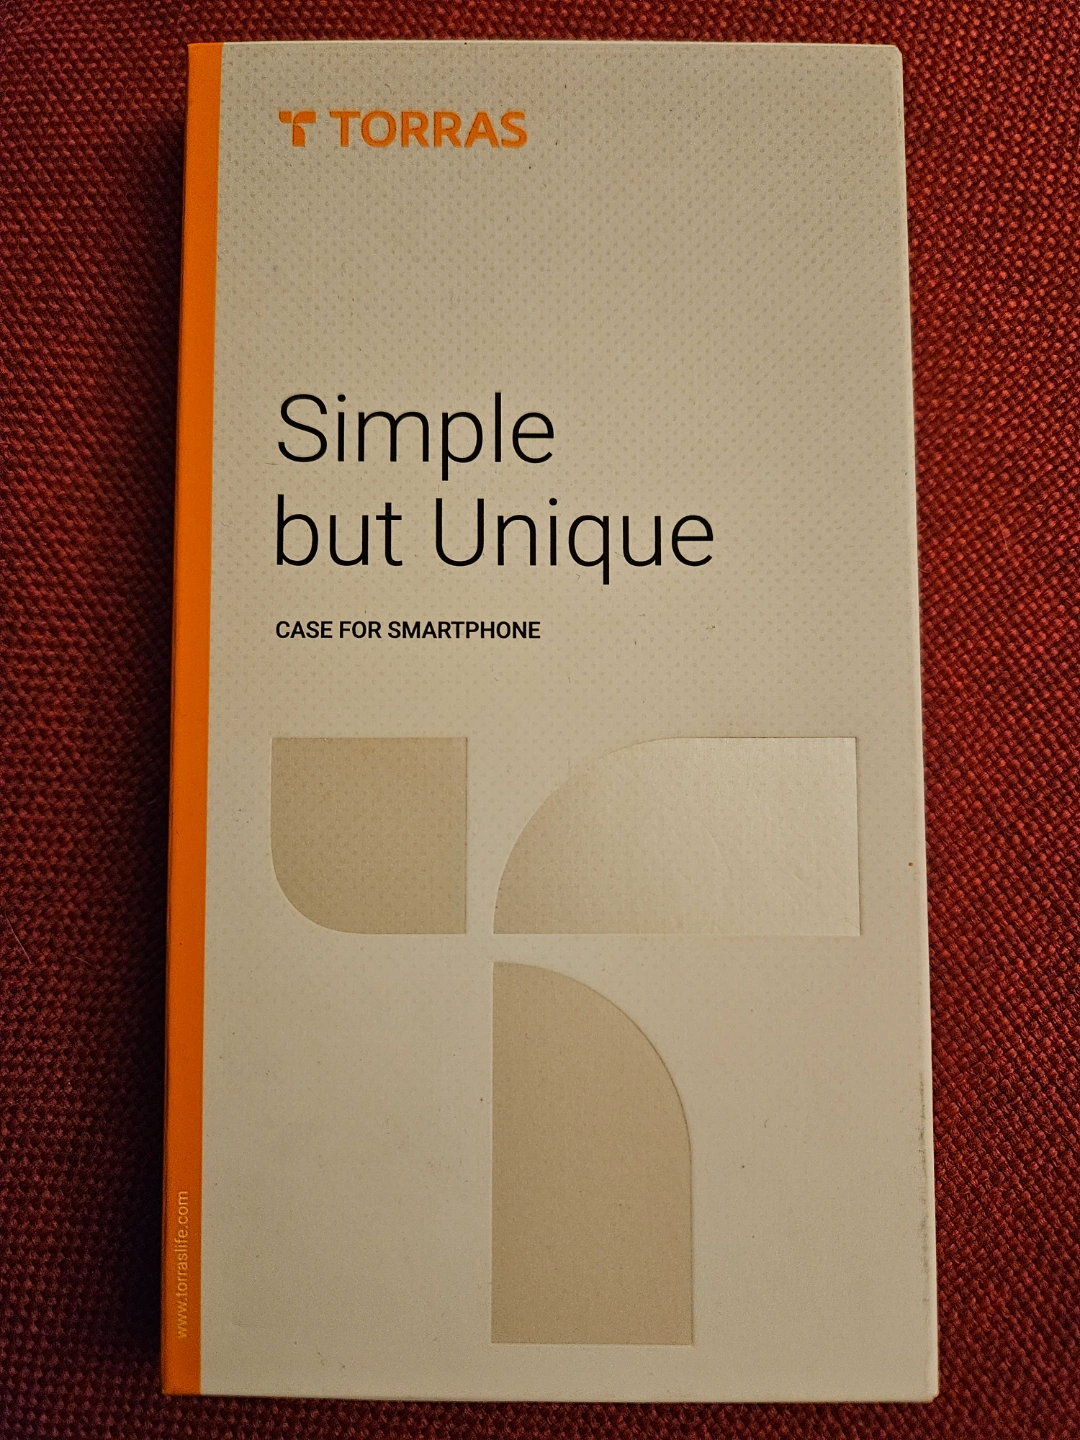 TORRAS
Simple
but Unique
CASE FOR SMARTPHONE
www.torraslife.com